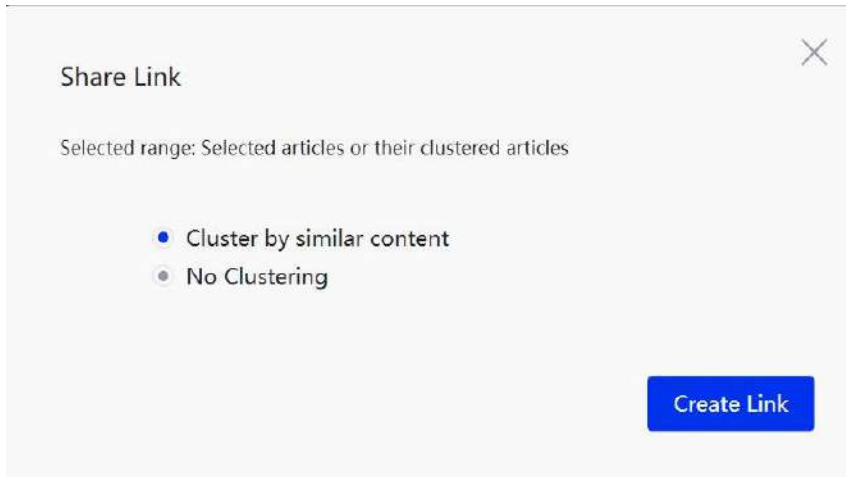 Share Link
Selected range: Selected articles or their clustered articles
Cluster by similar content
No Clustering
Create Link